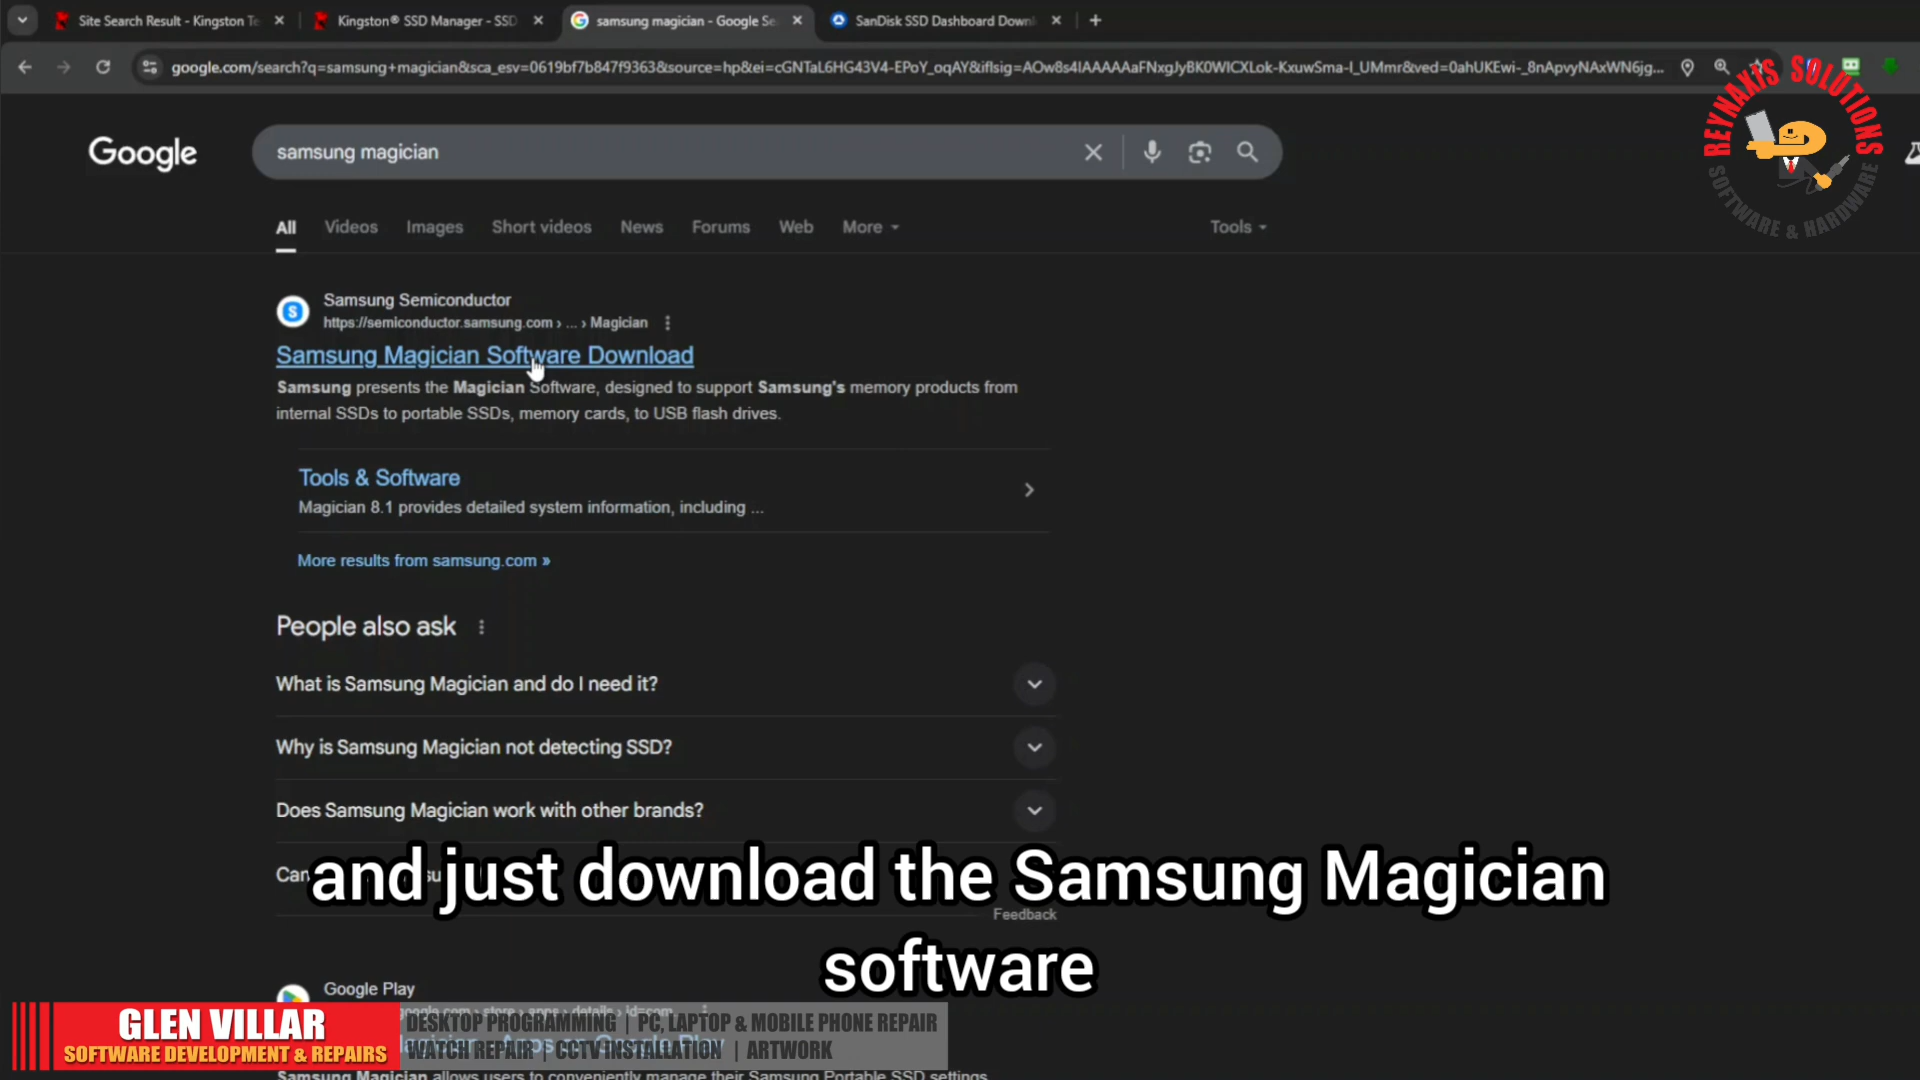 Site Search Result - Kingston Te
Kingston® SSD Manager - SSD
samsung magician - Google Se
SanDisk SSD Dashboard Downl
google.com/search?q=samsung+magician&sca_esv=0619bf7b847f9363&source=hp&ei=cGNTaL6HG43V4-EPoY_oqAY&iflsig=AOw8s4IAAAAAaFNxgJyBK0WICXLok-KxuwSma-I_UMmr&ved=0ahUKEwi-_8nApvyNAxWN6jg...
REYNAXIS SOLUTIONS
SOFTWARE & HARDWARE
Google
samsung magician
All
Videos
Images
Short videos
News
Forums
Web
More
Tools
Samsung Semiconductor
https://semiconductor.samsung.com › ... › Magician
Samsung Magician Software Download
Samsung presents the Magician Software, designed to support Samsung's memory products from
internal SSDs to portable SSDs, memory cards, to USB flash drives.
Tools & Software
Magician 8.1 provides detailed system information, including ...
More results from samsung.com »
People also ask
What is Samsung Magician and do I need it?
Why is Samsung Magician not detecting SSD?
Does Samsung Magician work with other brands?
Can
and just download the Samsung Magician
software
Feedback
Google Play
GLEN VILLAR
SOFTWARE DEVELOPMENT & REPAIRS
DESKTOP PROGRAMMING | PC, LAPTOP & MOBILE PHONE REPAIR
WATCH REPAIR | CCTV INSTALLATION | ARTWORK
Samsung Magician allows users to conveniently manage their Samsung Portable SSD settings